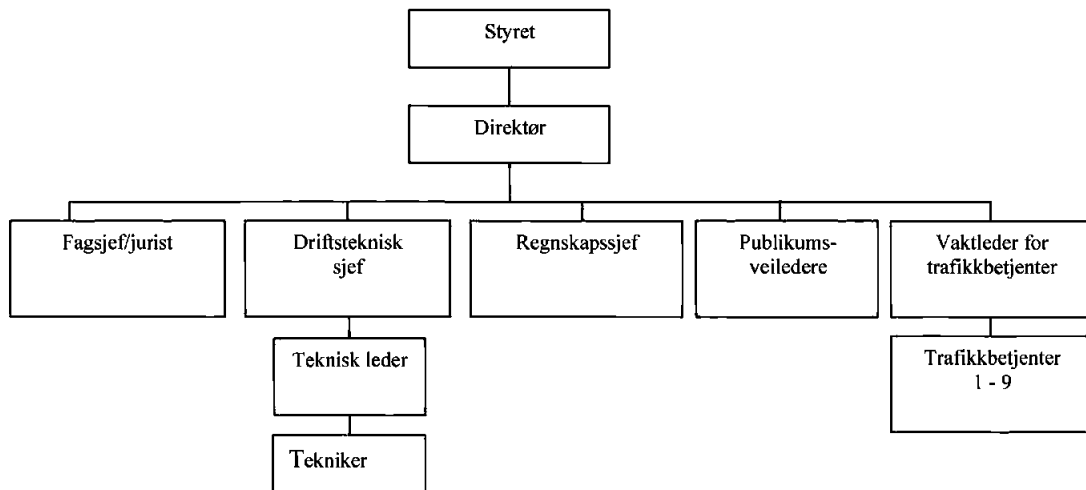 Styret
Direktør
Fagsjef/jurist
Driftsteknisk
sjef
Regnskapssjef
Publikums-
veiledere
Vaktleder for
trafikkbetjenter
Teknisk leder
Trafikkbetjenter
1 - 9
Tekniker